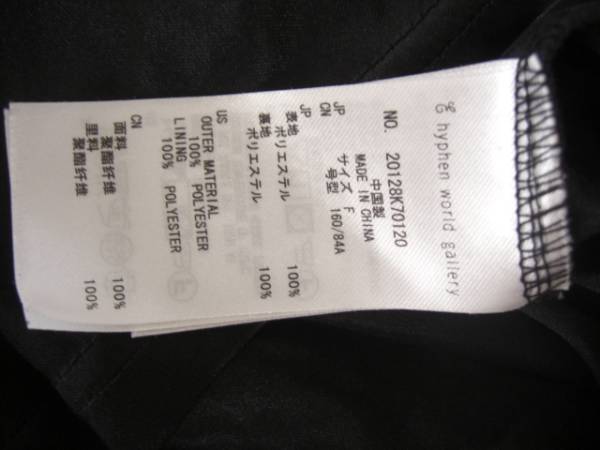 hyphen world gallery
NO. 20128K70120
中国製
MADE IN CHINA
JP サイズ F
CN 号型 160/84A
JP
表地 ポリエステル 100%
裏地 ポリエステル 100%
US
OUTER MATERIAL
100% POLYESTER
LINING
100% POLYESTER
CN
面料 聚酯纤维 100%
里料 聚酯纤维 100%